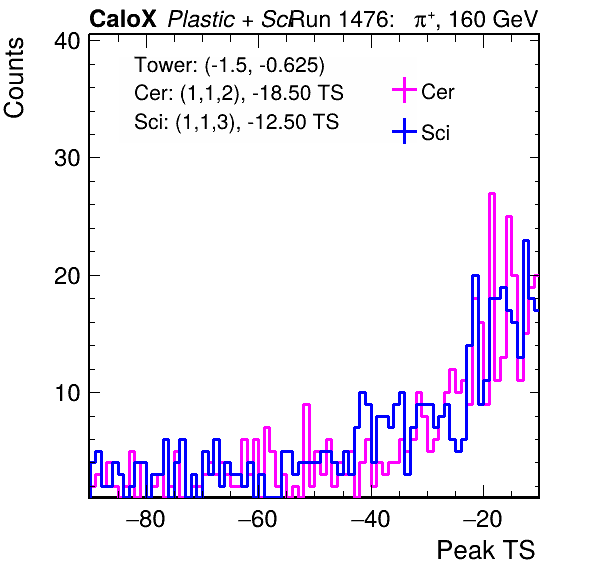 CaloX Plastic + Sci Run 1476: π+, 160 GeV
Counts
40
30
20
10
Tower: (-1.5, -0.625)
Cer: (1,1,2), -18.50 TS
Sci: (1,1,3), -12.50 TS
Cer
Sci
−80 −60 −40 −20
Peak TS